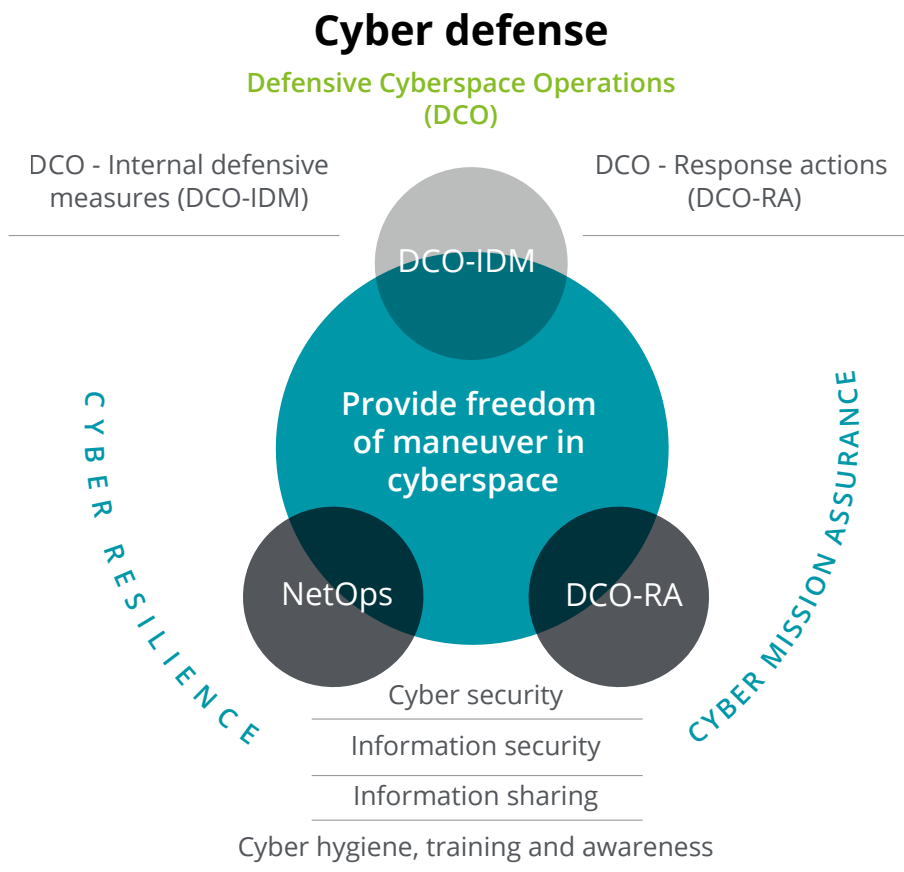 Cyber defense
Defensive Cyberspace Operations
(DCO)
DCO - Internal defensive
measures (DCO-IDM)
DCO - Response actions
(DCO-RA)
DCO-IDM
Provide freedom
of maneuver in
cyberspace
CYBER RESILIENCE
CYBER MISSION ASSURANCE
NetOps
DCO-RA
Cyber security
Information security
Information sharing
Cyber hygiene, training and awareness